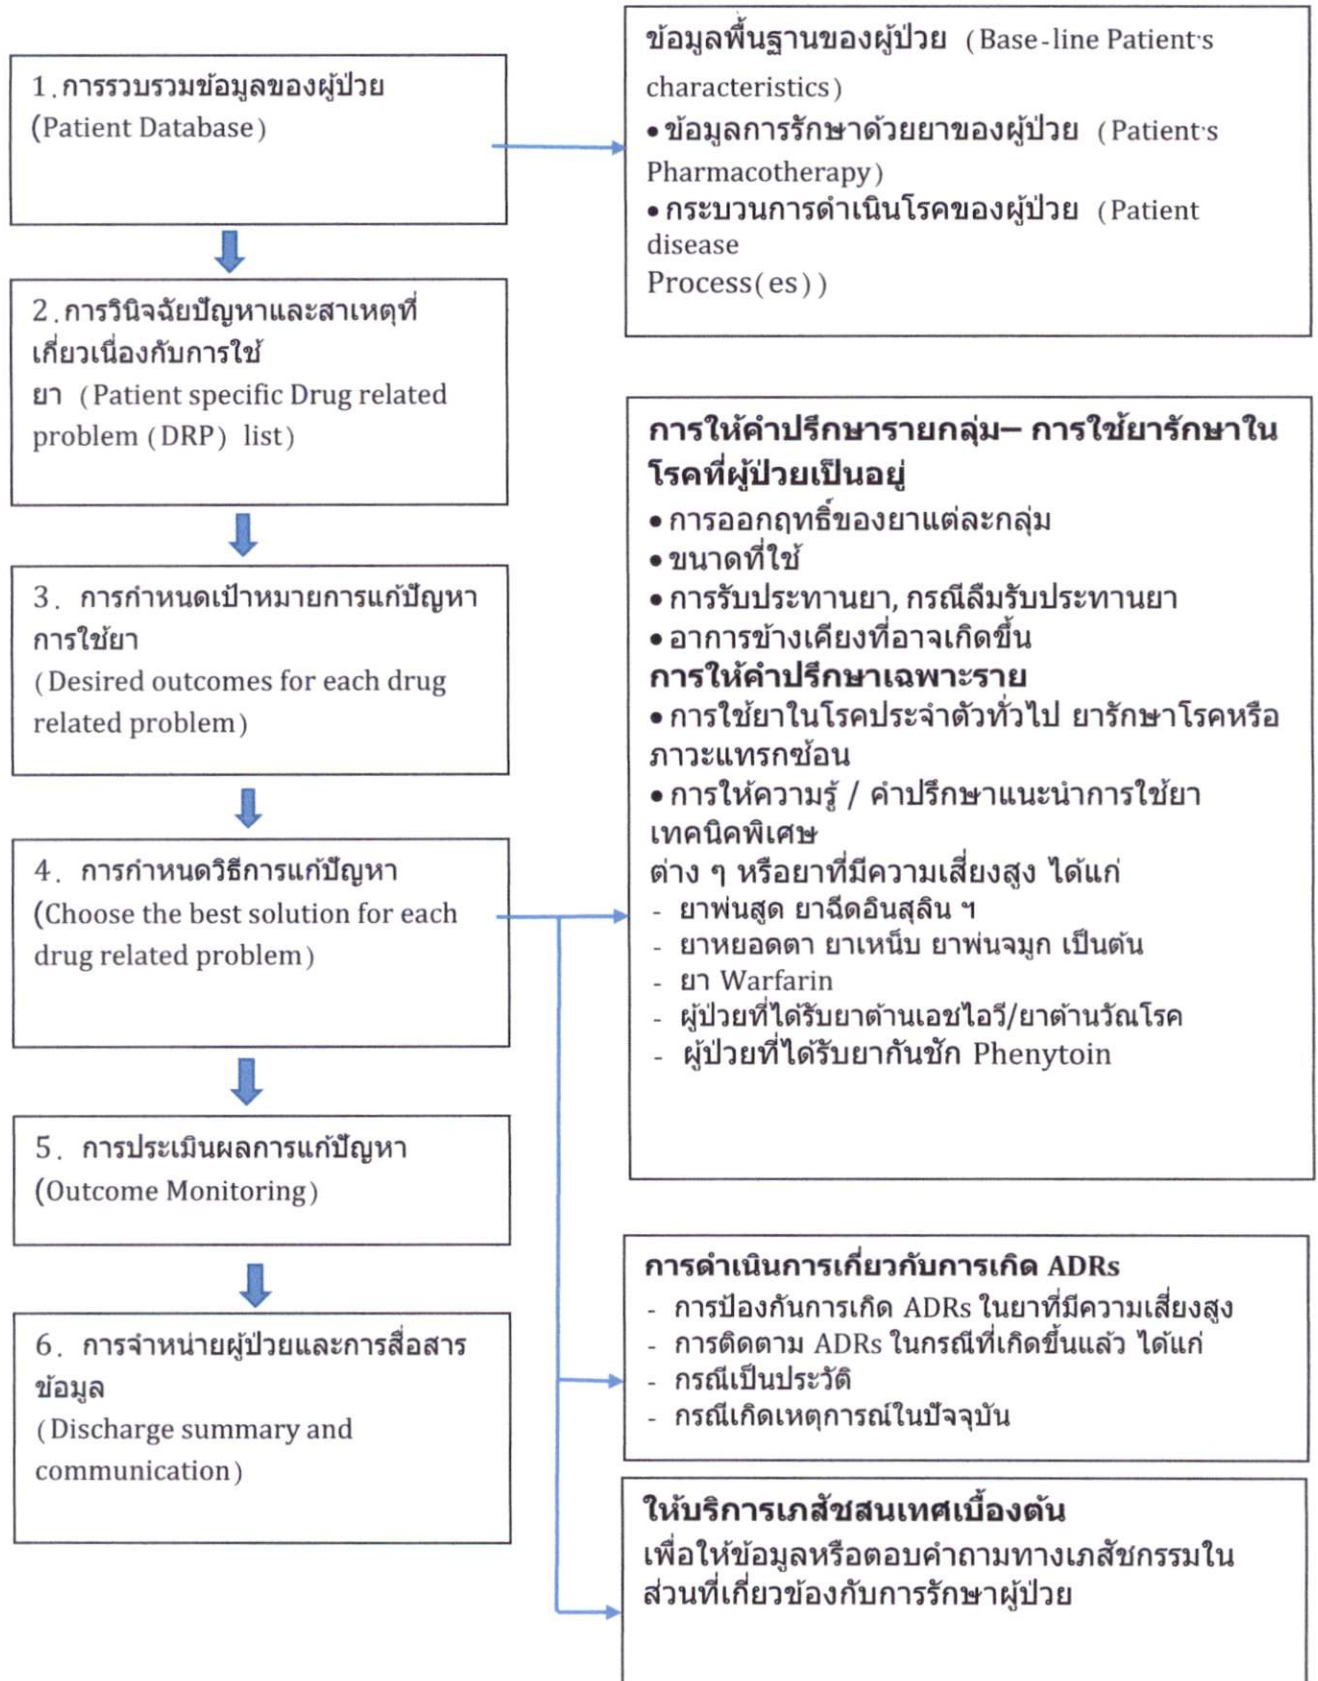 1.การรวบรวมข้อมูลของผู้ป่วย
(Patient Database)
ข้อมูลพื้นฐานของผู้ป่วย (Base-line Patient's
characteristics)
•ข้อมูลการรักษาด้วยยาของผู้ป่วย (Patient's
Pharmacotherapy)
•กระบวนการดำเนินโรคของผู้ป่วย (Patient
disease
Process(es))
2.การวินิจฉัยปัญหาและสาเหตุที่
เกี่ยวเนื่องกับการใช้
ยา (Patient specific Drug related
problem (DRP) list)
3. การกำหนดเป้าหมายการแก้ปัญหา
การใช้ยา
(Desired outcomes for each drug
related problem)
4. การกำหนดวิธีการแก้ปัญหา
(Choose the best solution for each
drug related problem)
การให้คำปรึกษารายกลุ่ม– การใช้ยารักษาใน
โรคที่ผู้ป่วยเป็นอยู่
•การออกฤทธิ์ของยาแต่ละกลุ่ม
•ขนาดที่ใช้
•การรับประทานยา, กรณีลืมรับประทานยา
•อาการข้างเคียงที่อาจเกิดขึ้น
การให้คำปรึกษาเฉพาะราย
•การใช้ยาในโรคประจำตัวทั่วไป ยารักษาโรคหรือ
ภาวะแทรกซ้อน
•การให้ความรู้ / คำปรึกษาแนะนำการใช้ยา
เทคนิคพิเศษ
ต่าง ๆ หรือยาที่มีความเสี่ยงสูง ได้แก่
- ยาพ่นสูด ยาฉีดอินสุลิน ฯ
- ยาหยอดตา ยาเหน็บ ยาพ่นจมูก เป็นต้น
- ยา Warfarin
- ผู้ป่วยที่ได้รับยาต้านเอชไอวี/ยาต้านวัณโรค
- ผู้ป่วยที่ได้รับยากันชัก Phenytoin
5. การประเมินผลการแก้ปัญหา
(Outcome Monitoring)
6. การจำหน่ายผู้ป่วยและการสื่อสาร
ข้อมูล
(Discharge summary and
communication)
การดำเนินการเกี่ยวกับการเกิด ADRs
- การป้องกันการเกิด ADRs ในยาที่มีความเสี่ยงสูง
- การติดตาม ADRs ในกรณีที่เกิดขึ้นแล้ว ได้แก่
- กรณีเป็นประวัติ
- กรณีเกิดเหตุการณ์ในปัจจุบัน
ให้บริการเภสัชสนเทศเบื้องต้น
เพื่อให้ข้อมูลหรือตอบคำถามทางเภสัชกรรมใน
ส่วนที่เกี่ยวข้องกับการรักษาผู้ป่วย